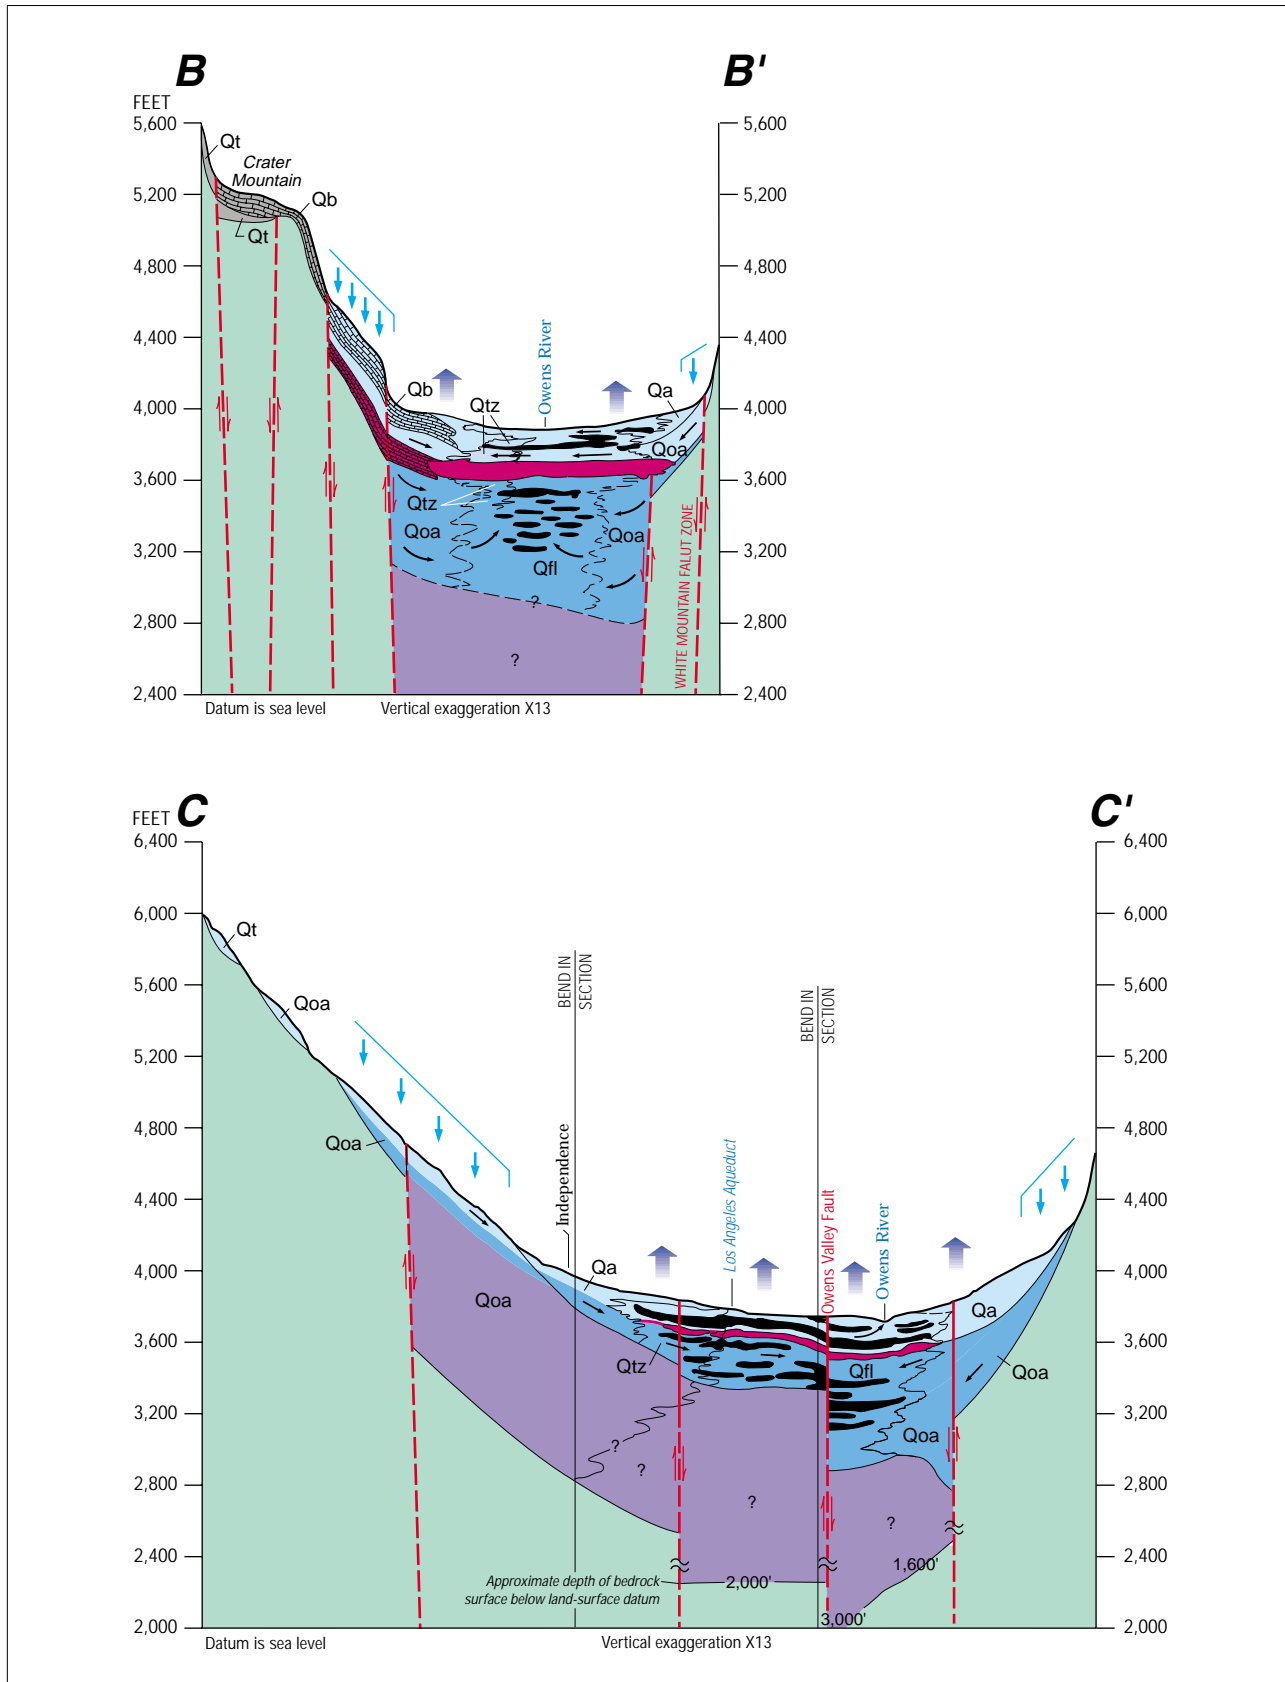 B
B'
FEET
5,600
5,200
4,800
4,400
4,000
3,600
3,200
2,800
2,400
5,600
5,200
4,800
4,400
4,000
3,600
3,200
2,800
2,400
Qt
Crater
Mountain
Qb
Qt
Owens River
Qb
Qtz
Qa
Qoa
Qtz
Qoa
Qoa
Qfl
?
?
WHITE MOUNTAIN FALUT ZONE
Datum is sea level
Vertical exaggeration X13
C
C'
FEET
6,400
6,000
5,600
5,200
4,800
4,400
4,000
3,600
3,200
2,800
2,400
2,000
6,400
6,000
5,600
5,200
4,800
4,400
4,000
3,600
3,200
2,800
2,400
2,000
Qt
Qoa
BEND IN
SECTION
BEND IN
SECTION
Qoa
Independence
Los Angeles Aqueduct
Owens Valley Fault
Owens River
Qa
Qoa
Qa
Qtz
Qfl
Qoa
Qoa
?
?
?
?
Approximate depth of bedrock
surface below land-surface datum
2,000'
1,600'
3,000'
Datum is sea level
Vertical exaggeration X13